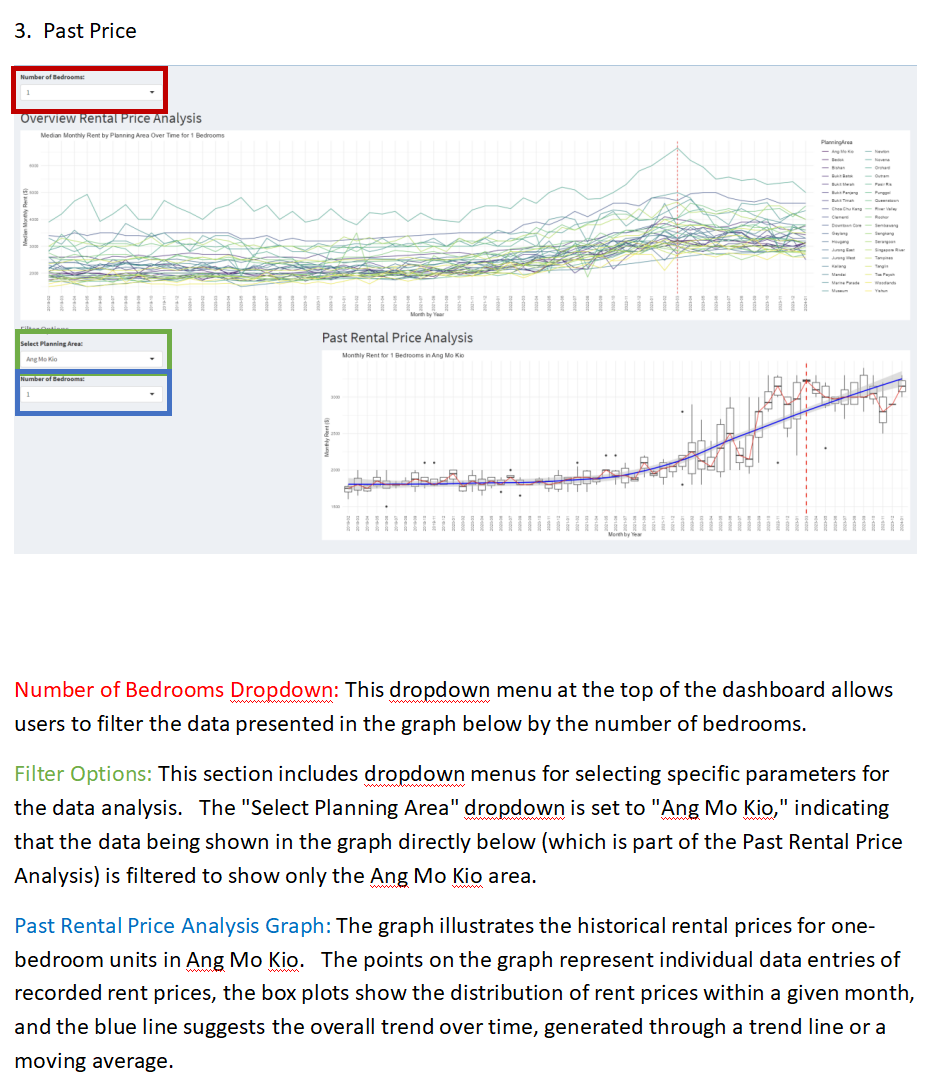 3. Past Price
Number of Bedrooms:
1
Overview Rental Price Analysis
Median Monthly Rent by Planning Area Over Time for 1 Bedrooms
Median Monthly Rent ($)
Month by Year
PlanningArea
Ang Mo Kio
Newton
Bedok
Novena
Bishan
Orchard
Bukit Batok
Outram
Bukit Merah
Pasir Ris
Bukit Panjang
Punggol
Bukit Timah
Queenstown
Choa Chu Kang
River Valley
Clementi
Rochor
Downtown Core
Sembawang
Geylang
Sengkang
Hougang
Serangoon
Jurong East
Singapore River
Jurong West
Tampines
Kallang
Tanglin
Mandai
Toa Payoh
Marine Parade
Woodlands
Museum
Yishun
Filter Options
Select Planning Area:
Ang Mo Kio
Number of Bedrooms:
1
Past Rental Price Analysis
Monthly Rent for 1 Bedrooms in Ang Mo Kio
Monthly Rent ($)
Month by Year
Number of Bedrooms Dropdown: This dropdown menu at the top of the dashboard allows
users to filter the data presented in the graph below by the number of bedrooms.
Filter Options: This section includes dropdown menus for selecting specific parameters for
the data analysis. The "Select Planning Area" dropdown is set to "Ang Mo Kio," indicating
that the data being shown in the graph directly below (which is part of the Past Rental Price
Analysis) is filtered to show only the Ang Mo Kio area.
Past Rental Price Analysis Graph: The graph illustrates the historical rental prices for one-
bedroom units in Ang Mo Kio. The points on the graph represent individual data entries of
recorded rent prices, the box plots show the distribution of rent prices within a given month,
and the blue line suggests the overall trend over time, generated through a trend line or a
moving average.